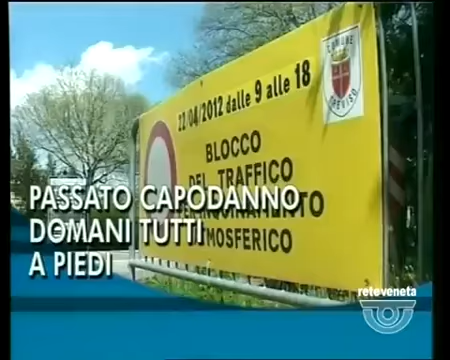 COMUNE
TREVISO
22/04/2012 dalle 9 alle 18
BLOCCO
DEL TRAFFICO
INQUINAMENTO
ATMOSFERICO
PASSATO CAPODANNO
DOMANI TUTTI
A PIEDI
reteveneta